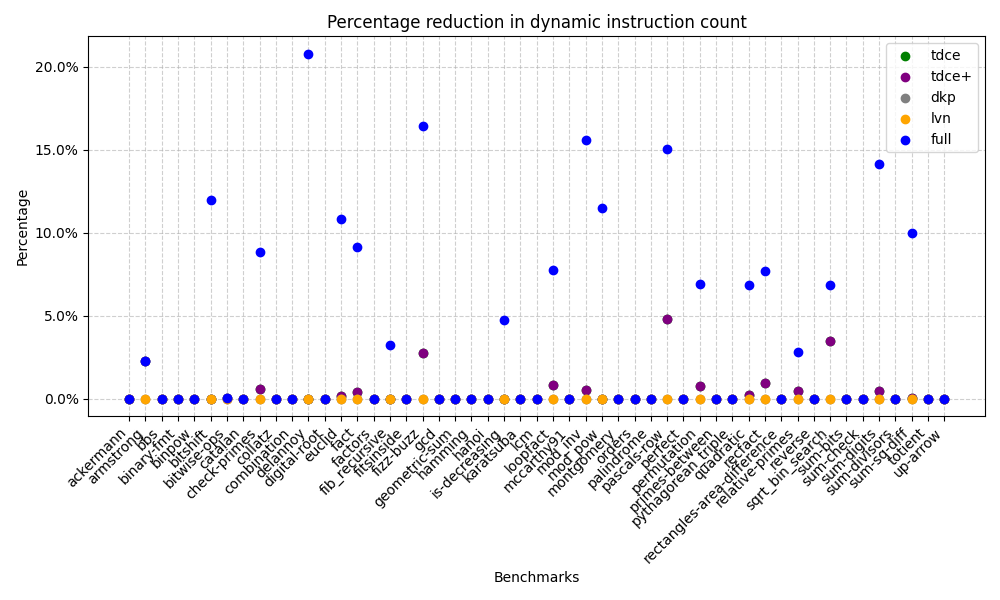 Percentage reduction in dynamic instruction count
tdce
tdce+
dkp
lvn
full
20.0%
15.0%
10.0%
5.0%
0.0%
Percentage
ackermann
armstrong
bbs
binary-fmt
binpow
bitshift
bitwise-ops
catalan
check-primes
collatz
combination
delannoy
digital-root
euclid
fact
factors
fib_recursive
fitsinside
fizz-buzz
gcd
geometric-sum
hamming
hanoi
is-decreasing
karatsuba
lcm
loopfact
mccarthy91
mod_inv
mod_pow
montgomery
orders
palindrome
pascals-row
perfect
permutation
primes-between
pythagorean_triple
quadratic
recfact
rectangles-area-difference
relative-primes
reverse
sqrt_bin_search
sum-bits
sum-check
sum-digits
sum-divisors
sum-sq-diff
totient
up-arrow
Benchmarks